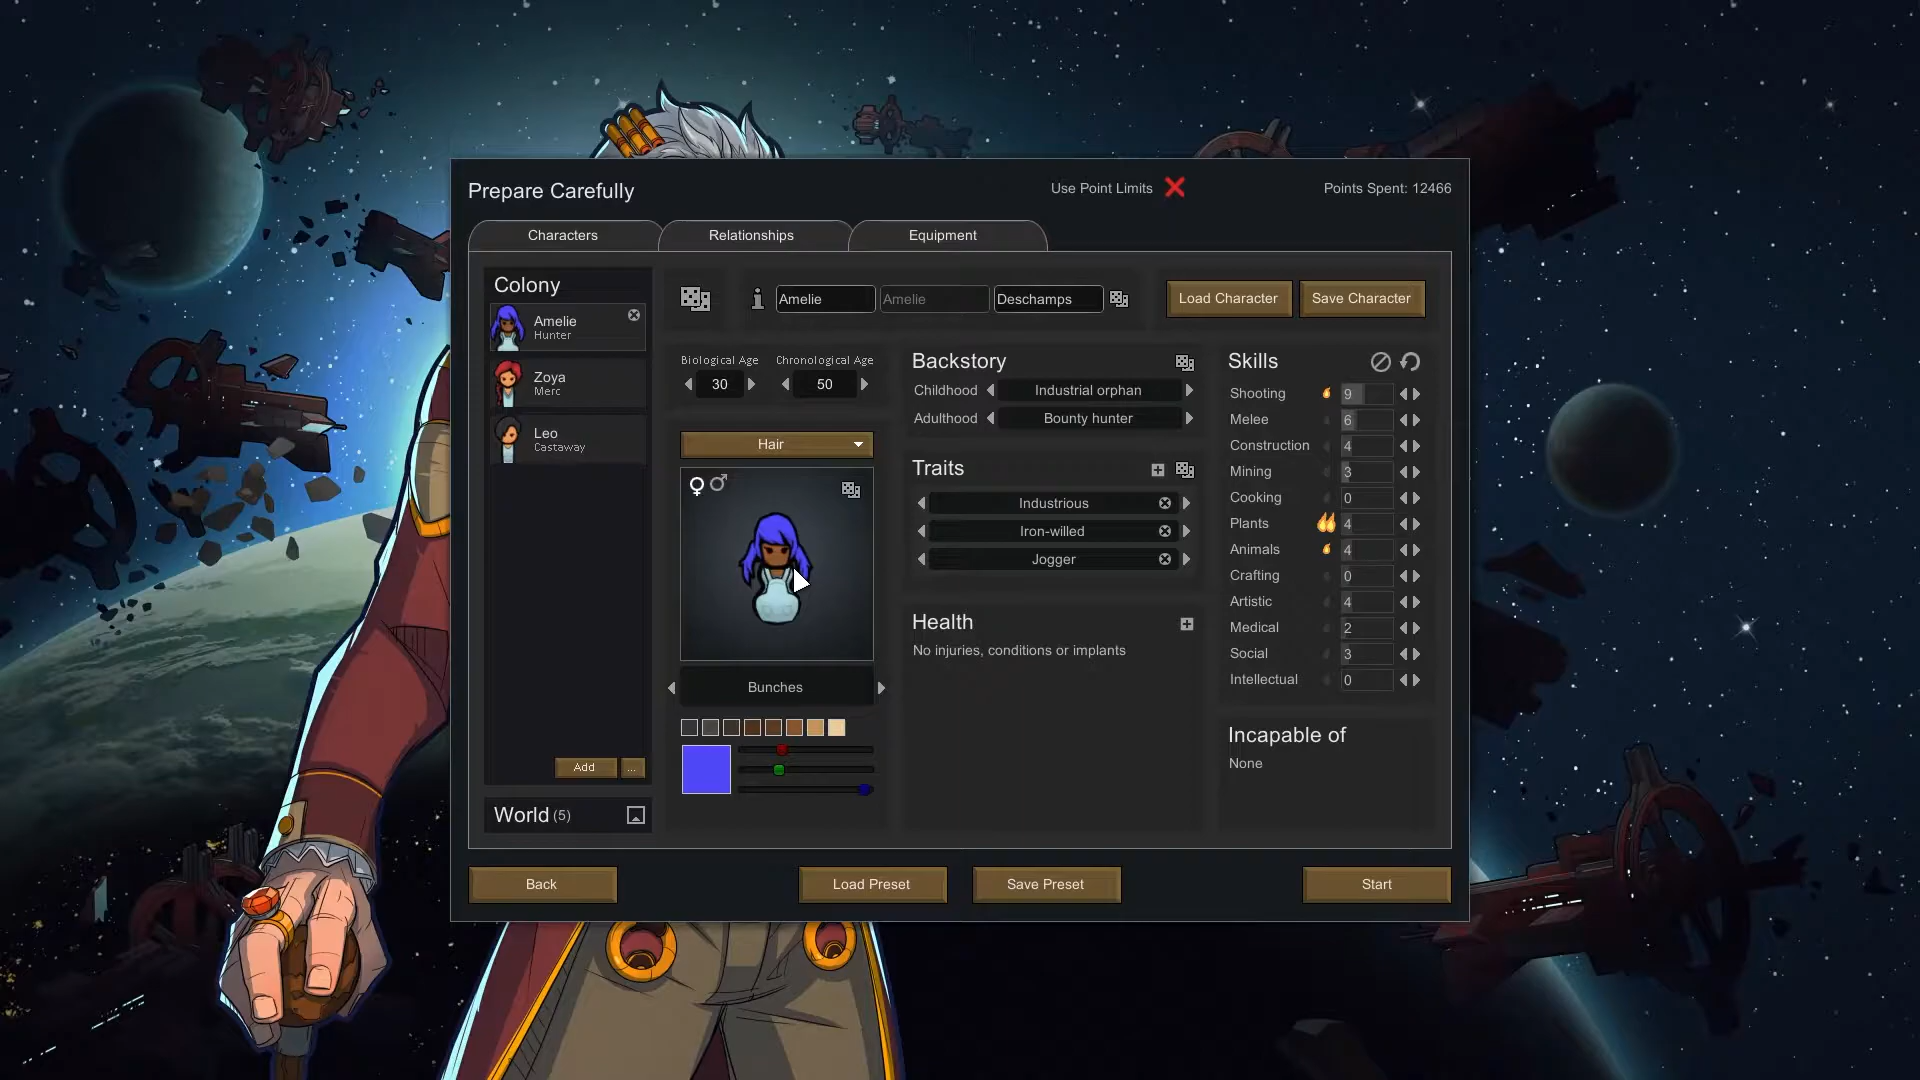 Prepare Carefully
Use Point Limits
Points Spent: 12466
Characters
Relationships
Equipment
Colony
Amelie
Hunter
Zoya
Merc
Leo
Castaway
Add
...
World (5)
Amelie
Amelie
Deschamps
Load Character
Save Character
Biological Age
Chronological Age
30
50
Hair
Bunches
Backstory
Childhood
Industrial orphan
Adulthood
Bounty hunter
Traits
Industrious
Iron-willed
Jogger
Health
No injuries, conditions or implants
Skills
Shooting 9
Melee 6
Construction 4
Mining 3
Cooking 0
Plants 4
Animals 4
Crafting 0
Artistic 4
Medical 2
Social 3
Intellectual 0
Incapable of
None
Back
Load Preset
Save Preset
Start